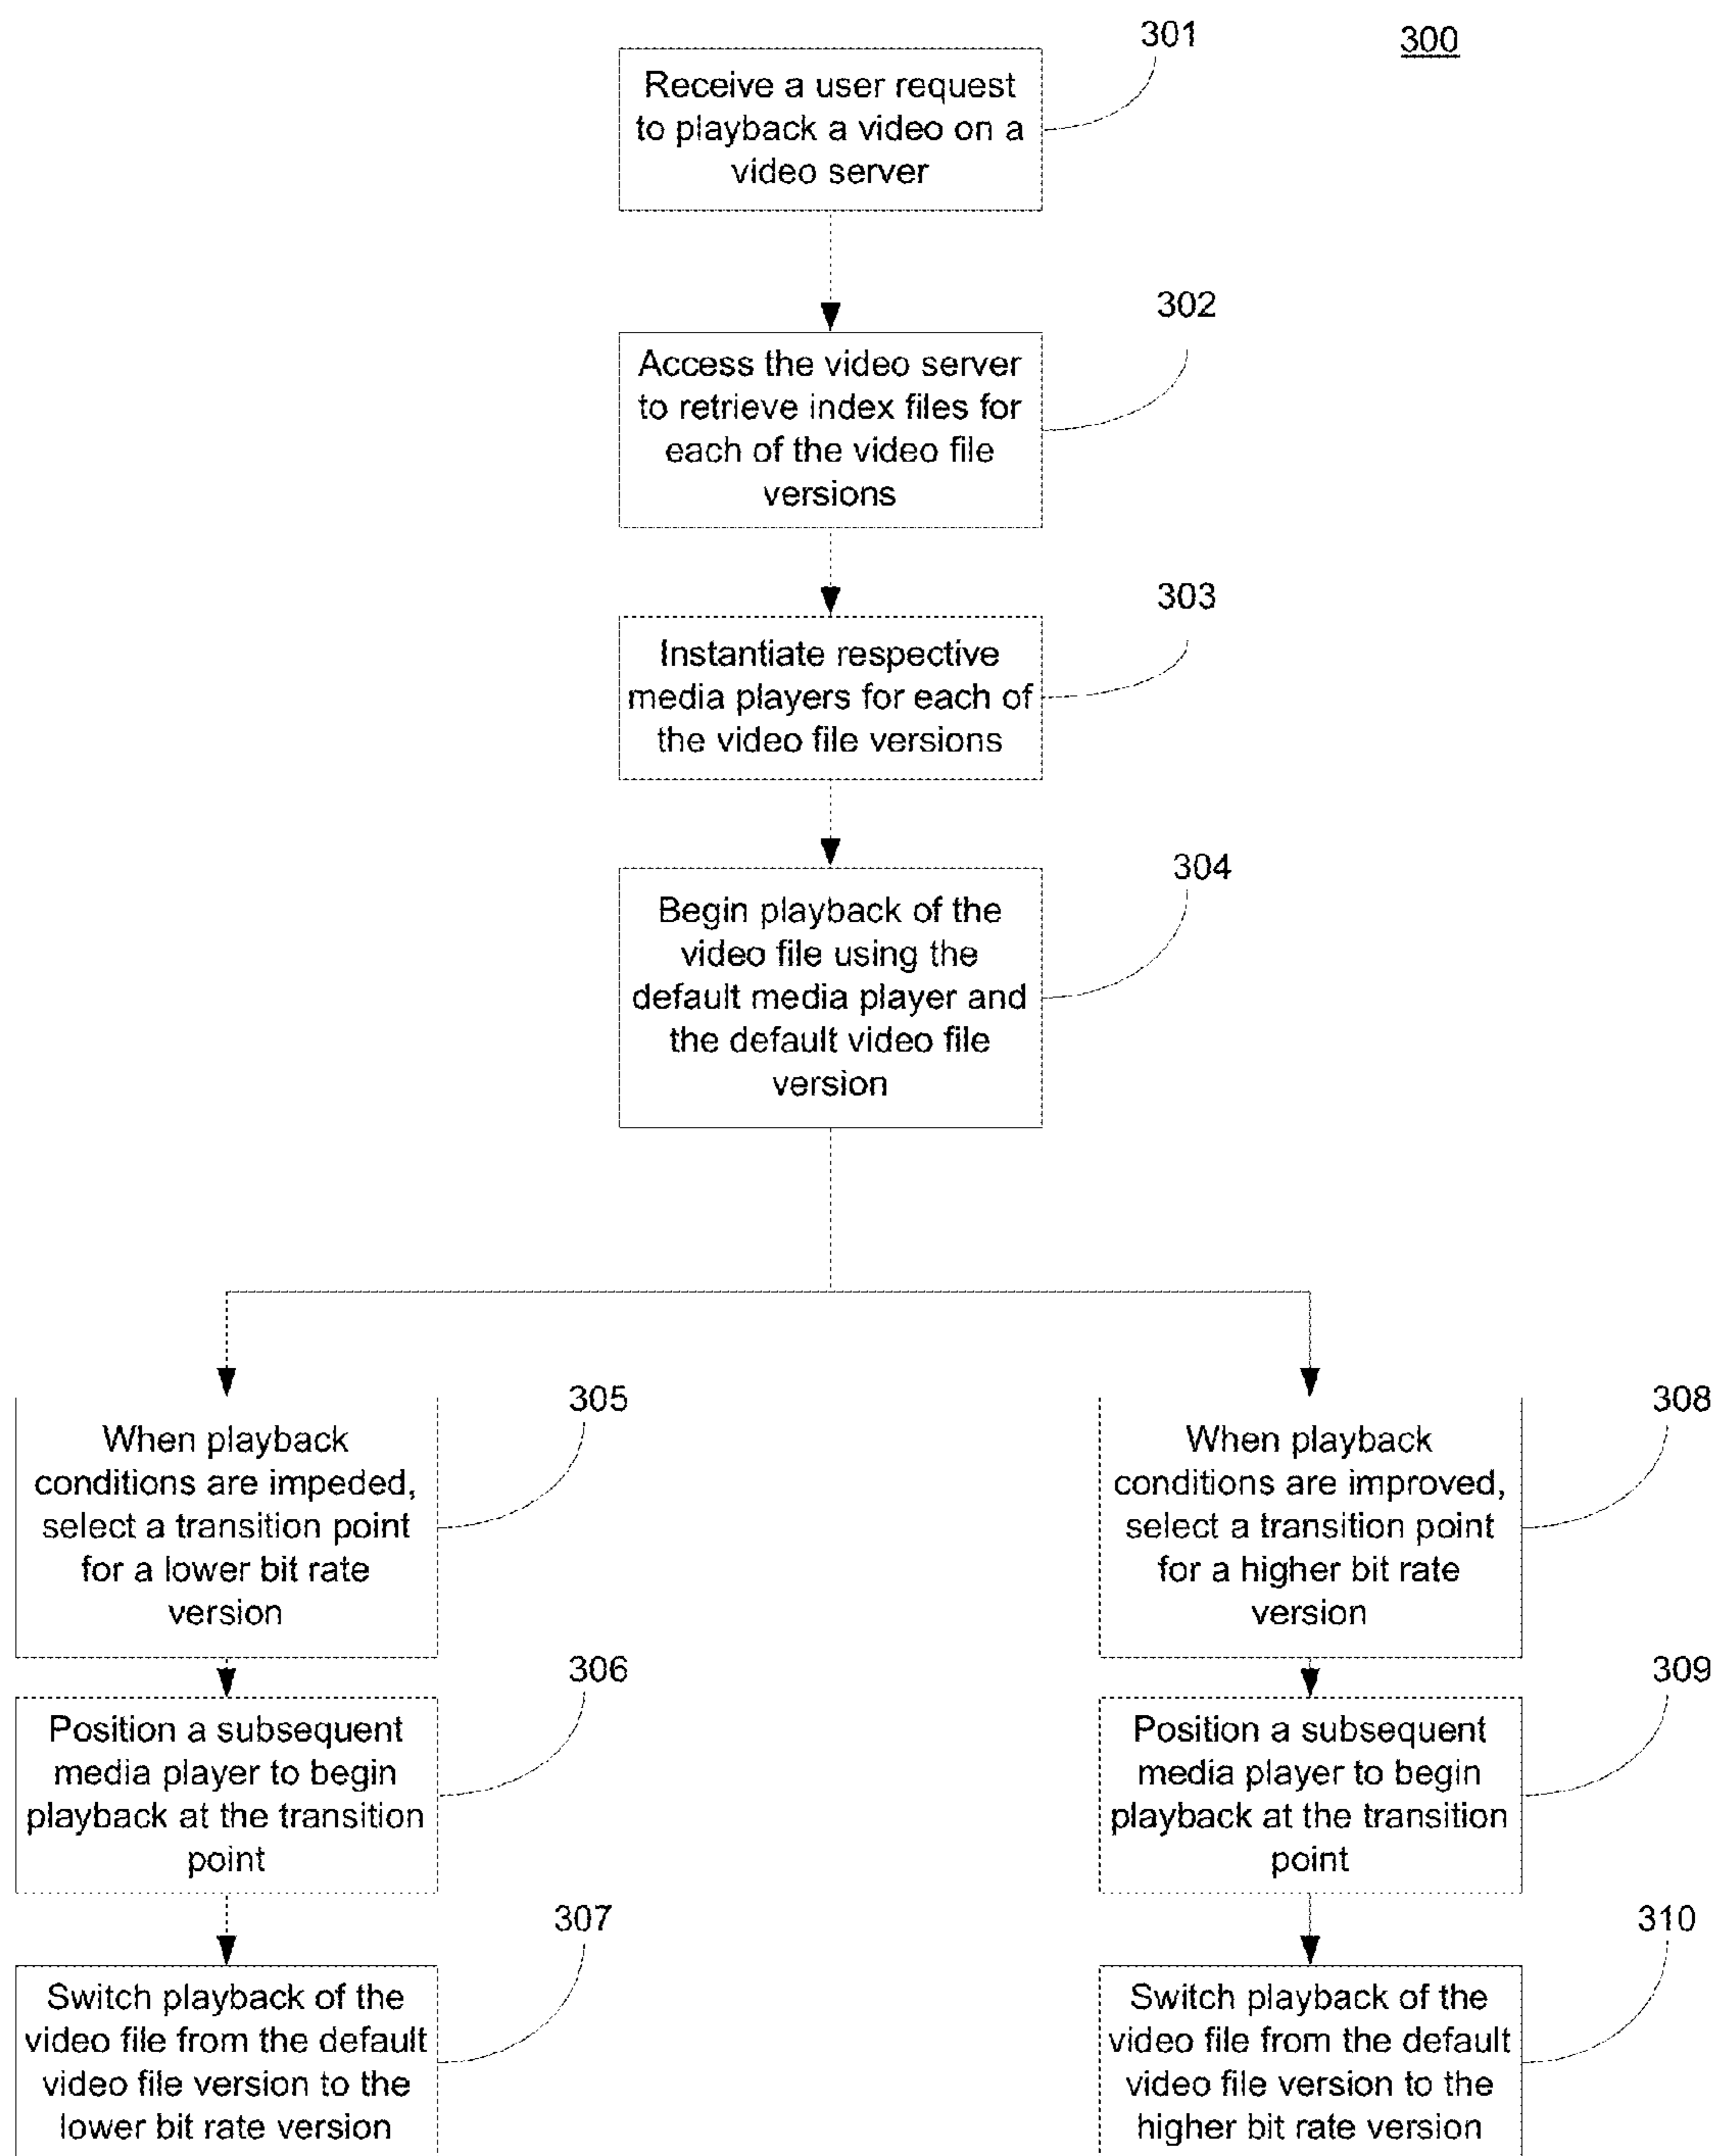 300
301
Receive a user request
to playback a video on a
video server
302
Access the video server
to retrieve index files for
each of the video file
versions
303
Instantiate respective
media players for each of
the video file versions
304
Begin playback of the
video file using the
default media player and
the default video file
version
305
When playback
conditions are impeded,
select a transition point
for a lower bit rate
version
306
Position a subsequent
media player to begin
playback at the transition
point
307
Switch playback of the
video file from the default
video file version to the
lower bit rate version
308
When playback
conditions are improved,
select a transition point
for a higher bit rate
version
309
Position a subsequent
media player to begin
playback at the transition
point
310
Switch playback of the
video file from the default
video file version to the
higher bit rate version